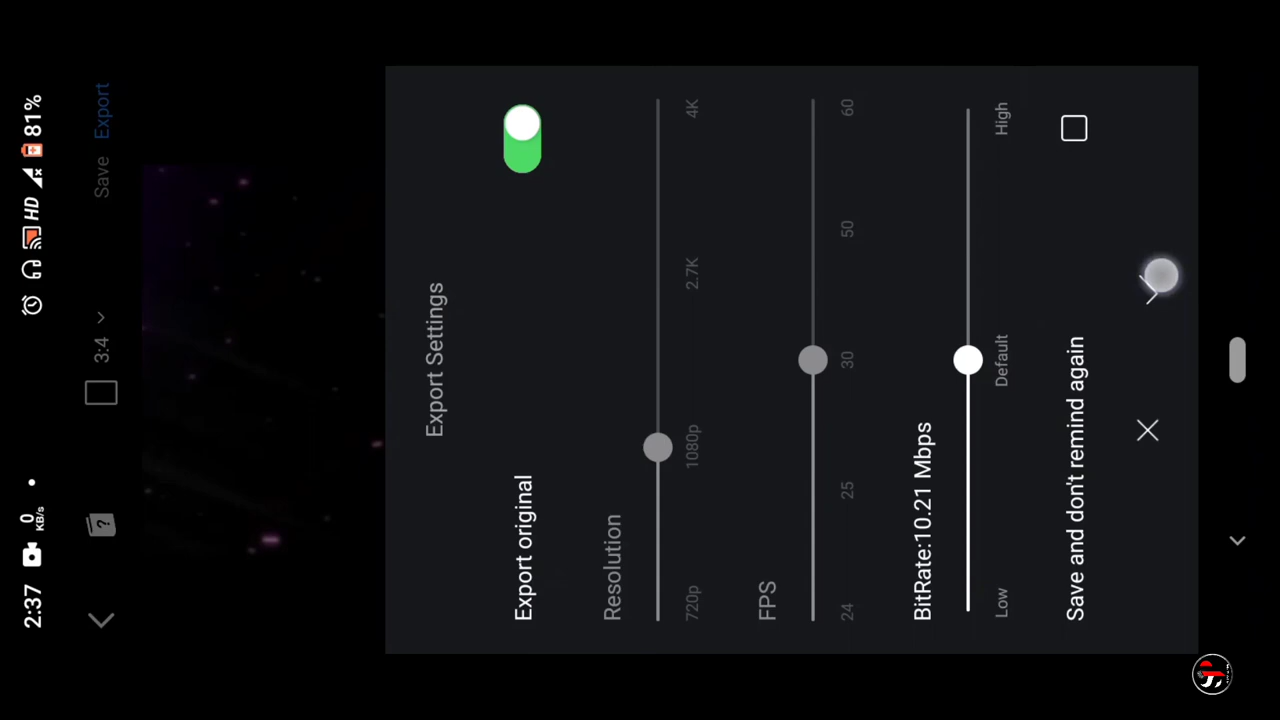 2:37 0 KB/s HD 81%
3:4 Save Export
Export Settings
Export original
Resolution
720p 1080p 2.7K 4K
FPS
24 25 30 50 60
BitRate:10.21 Mbps
Low Default High
Save and don't remind again